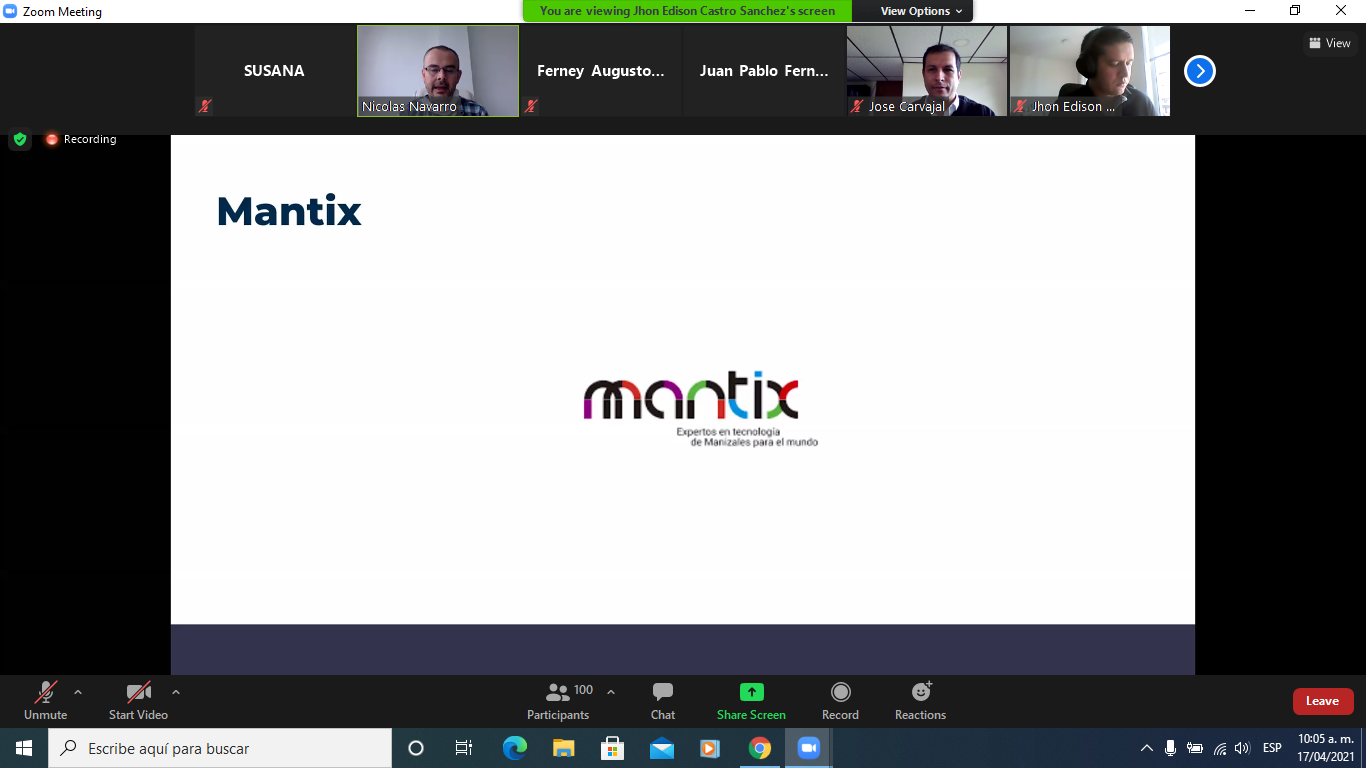 Zoom Meeting
You are viewing Jhon Edison Castro Sanchez's screen
View Options
SUSANA
Nicolas Navarro
Ferney Augusto...
Juan Pablo Fern...
Jose Carvajal
Jhon Edison ...
View
Recording
Mantix
mantix
Expertos en tecnología
de Manizales para el mundo
Unmute
Start Video
100
Participants
Chat
Share Screen
Record
Reactions
Leave
Escribe aquí para buscar
ESP
10:05 a. m.
17/04/2021